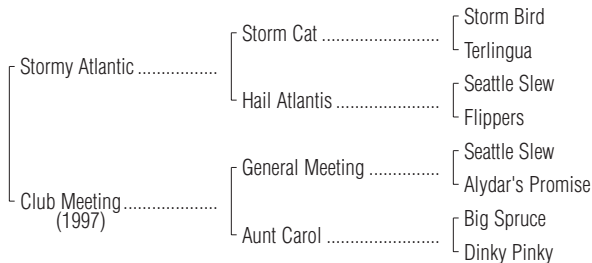 Storm Bird
Storm Cat ........................
Terlingua
Stormy Atlantic ................
Seattle Slew
Hail Atlantis .....................
Flippers
Seattle Slew
General Meeting ..............
Alydar's Promise
Club Meeting ...................
(1997)
Big Spruce
Aunt Carol .......................
Dinky Pinky